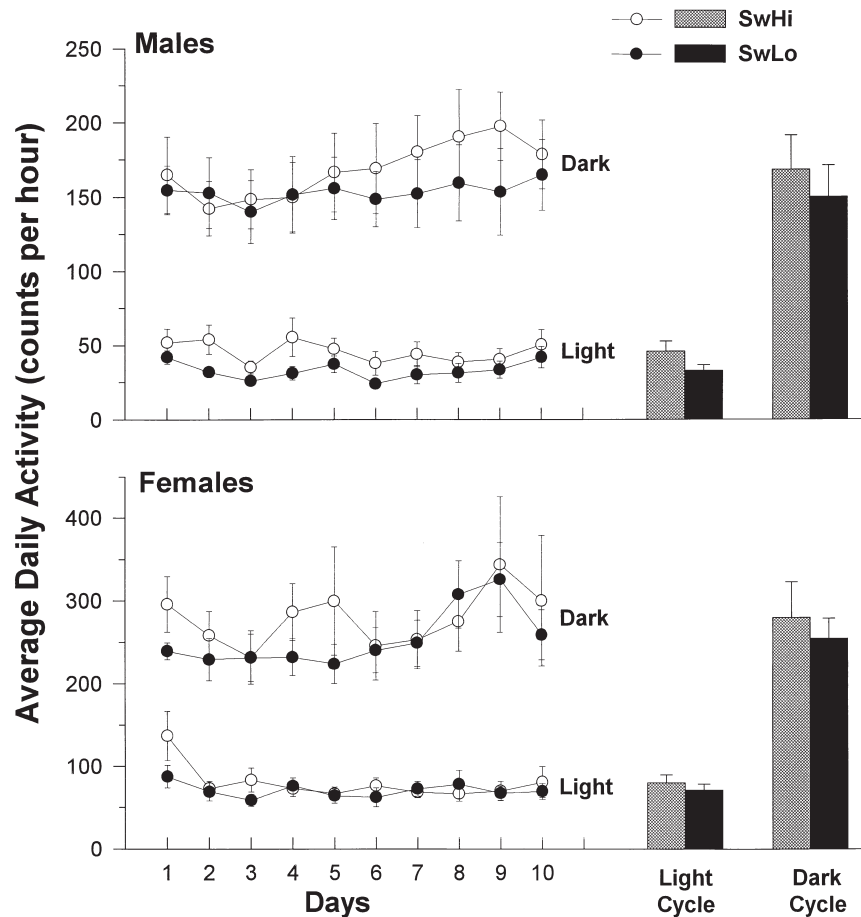 SwHi
SwLo
Males
250
200
150
100
50
0
Dark
Light
Average Daily Activity (counts per hour)
Females
400
300
200
100
0
Dark
Light
1 2 3 4 5 6 7 8 9 10
Days
Light
Cycle
Dark
Cycle